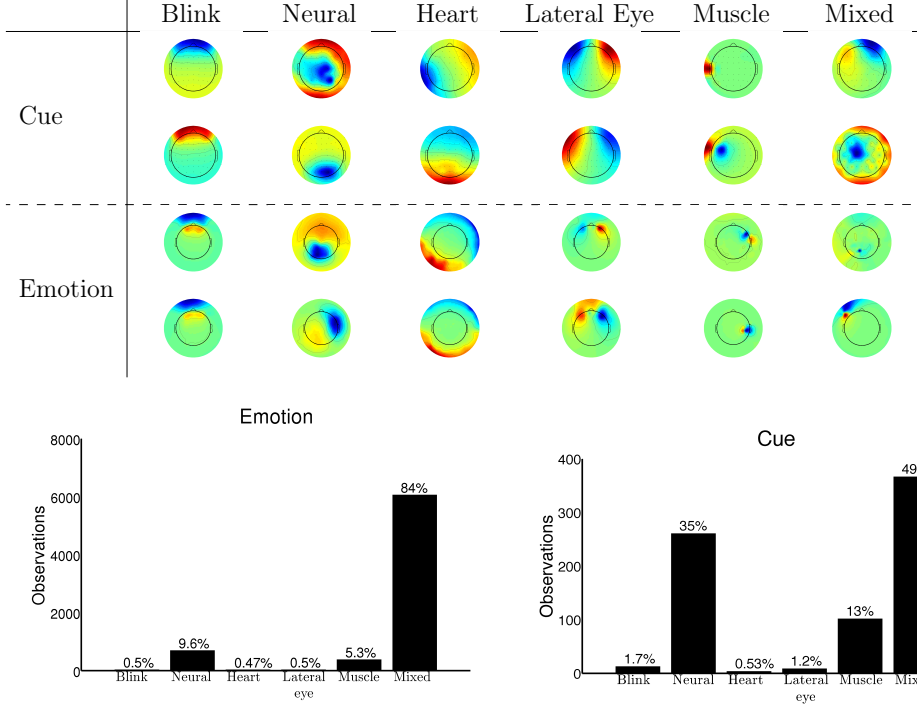 Blink Neural Heart Lateral Eye Muscle Mixed
Cue
Emotion
Emotion
8000
6000
4000
2000
0
Observations
0.5%
9.6%
0.47%
0.5%
5.3%
84%
Blink Neural Heart Lateral eye Muscle Mixed
Cue
400
300
200
100
0
Observations
1.7%
35%
0.53%
1.2%
13%
49
Blink Neural Heart Lateral eye Muscle Mix